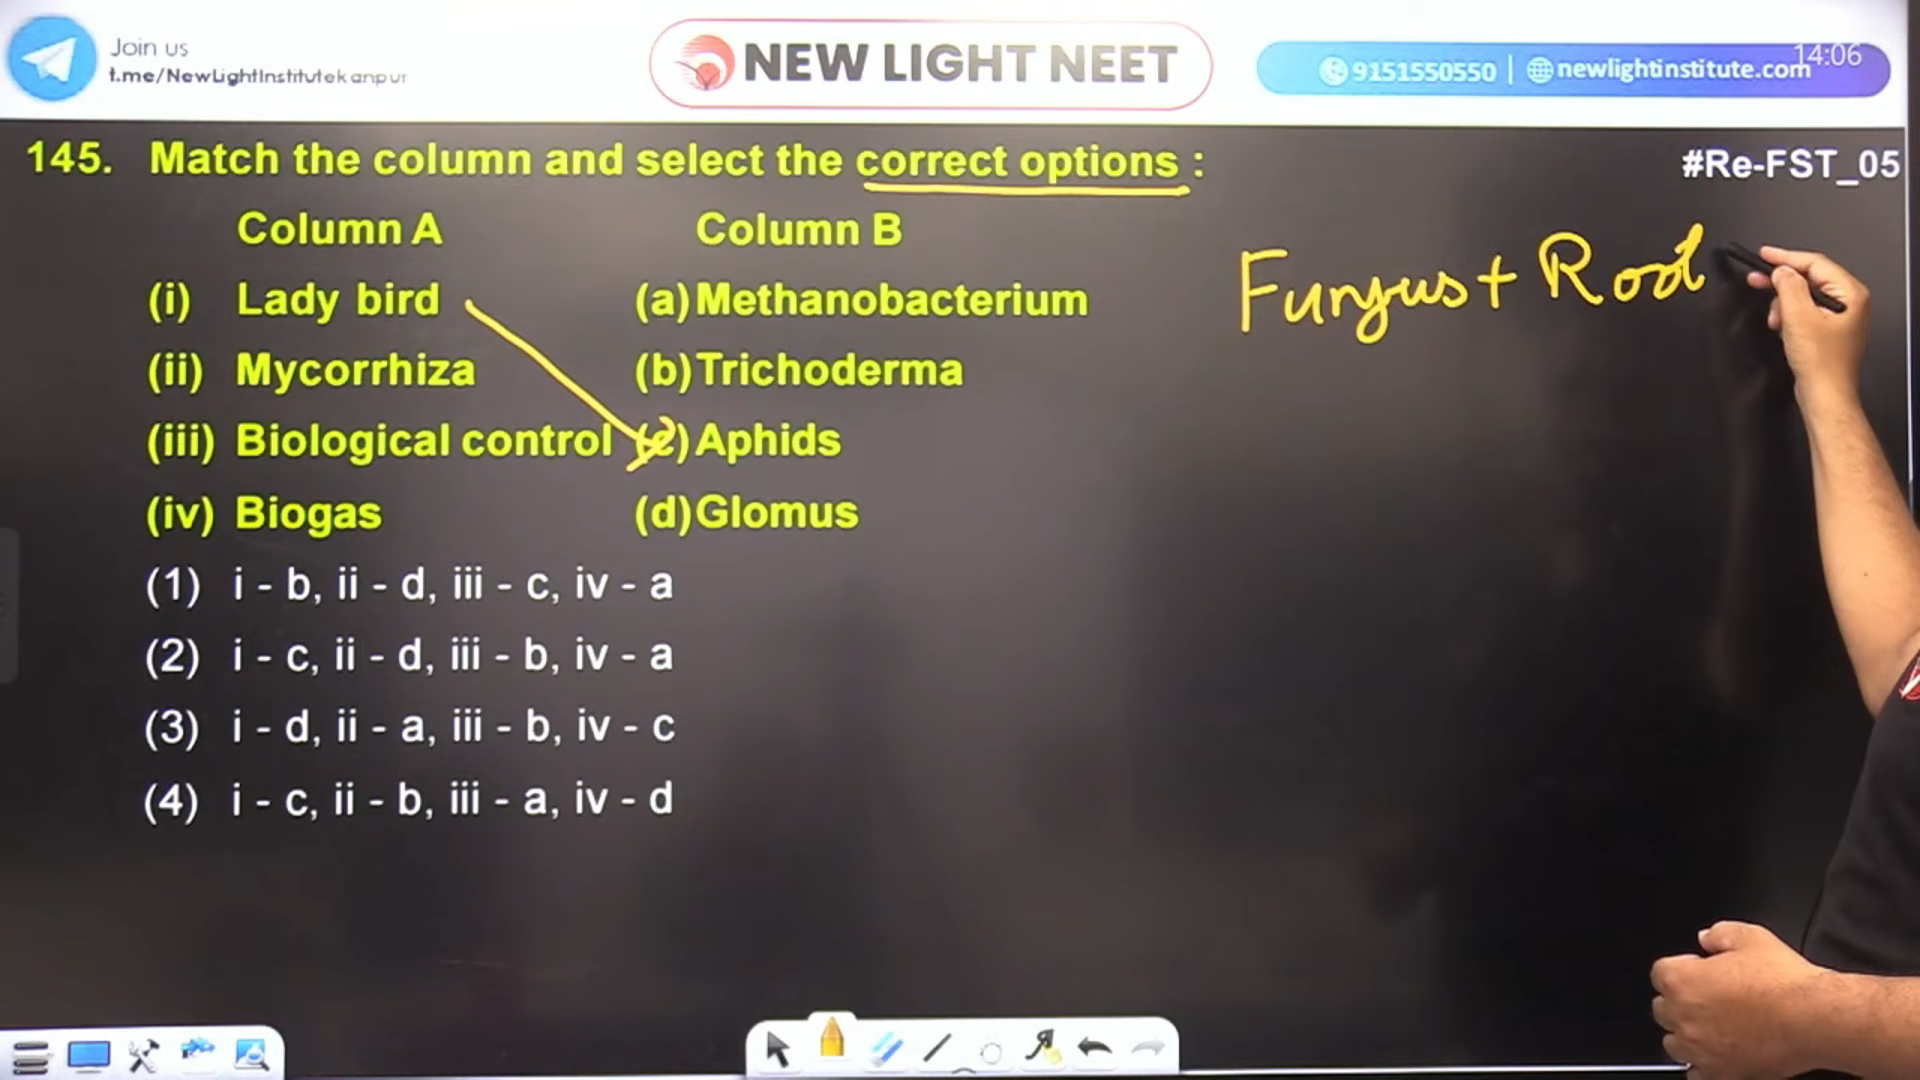 Join us
t.me/NewLightInstitutekanpur
NEW LIGHT NEET
9151550550 | newlightinstitute.com
14:06
145. Match the column and select the correct options :
#Re-FST_05
Column A Column B
(i) Lady bird (a) Methanobacterium
(ii) Mycorrhiza (b) Trichoderma
(iii) Biological control (c) Aphids
(iv) Biogas (d) Glomus
Fungus + Root
(1) i - b, ii - d, iii - c, iv - a
(2) i - c, ii - d, iii - b, iv - a
(3) i - d, ii - a, iii - b, iv - c
(4) i - c, ii - b, iii - a, iv - d